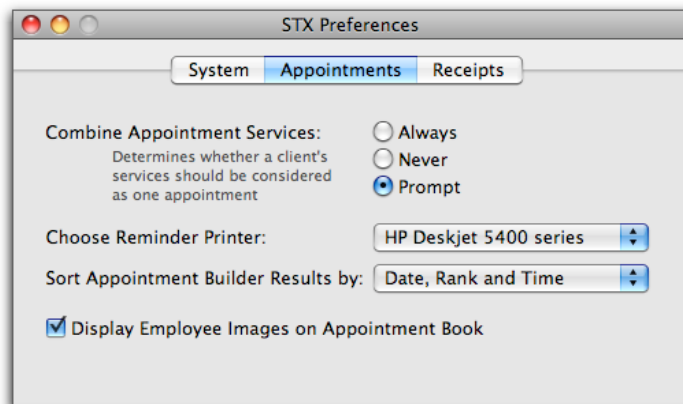 STX Preferences
System Appointments Receipts
Combine Appointment Services: Always
Determines whether a client's Never
services should be considered Prompt
as one appointment
Choose Reminder Printer: HP Deskjet 5400 series
Sort Appointment Builder Results by: Date, Rank and Time
Display Employee Images on Appointment Book